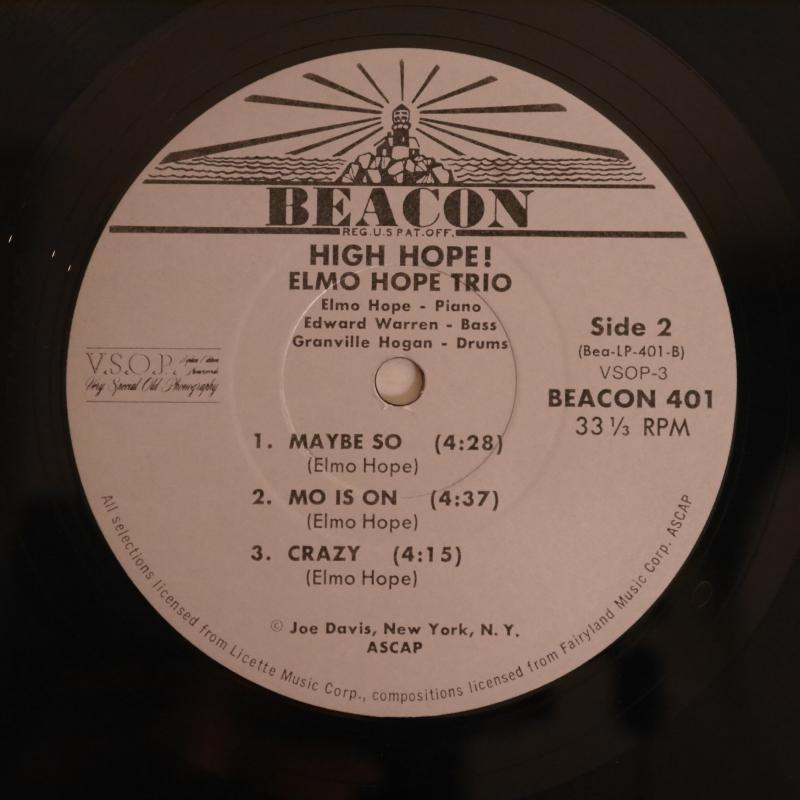 BEACON
REG. U.S PAT. OFF.
HIGH HOPE!
ELMO HOPE TRIO
Elmo Hope - Piano
Edward Warren - Bass
Granville Hogan - Drums
Side 2
(Bea-LP-401-B)
VSOP-3
BEACON 401
33 ⅓ RPM
V.S.O.P.
Very Special Old Phonography
1. MAYBE SO (4:28)
(Elmo Hope)
2. MO IS ON (4:37)
(Elmo Hope)
3. CRAZY (4:15)
(Elmo Hope)
© Joe Davis, New York, N. Y.
ASCAP
All selections licensed from Licette Music Corp., compositions licensed from Fairyland Music Corp. ASCAP